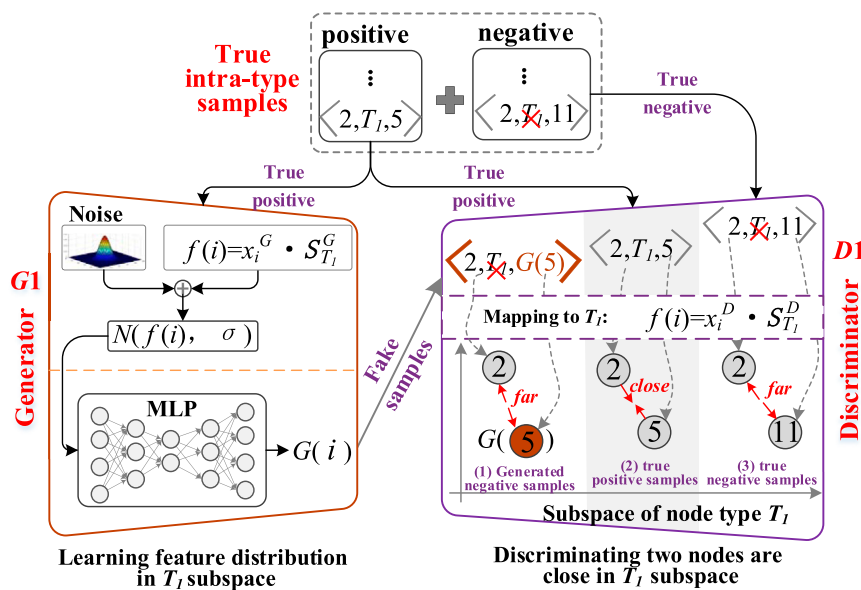 True
intra-type
samples
positive
negative
⋮
⋮
<2,T₁,5>
<2,T₁,11>
True
negative
True
positive
True
positive
Noise
f(i)=xᵢᴳ · S_{T₁}^G
N(f(i), σ)
G1
Generator
MLP
G(i)
Fake
samples
<2,T₁,G(5)>
<2,T₁,5>
<2,T₁,11>
D1
Discriminator
Mapping to T₁: f(i)=xᵢᴰ · S_{T₁}^D
2
2
2
far
close
far
G(5)
5
11
(1) Generated
negative samples
(2) true
positive samples
(3) true
negative samples
Subspace of node type T₁
Learning feature distribution
in T₁ subspace
Discriminating two nodes are
close in T₁ subspace